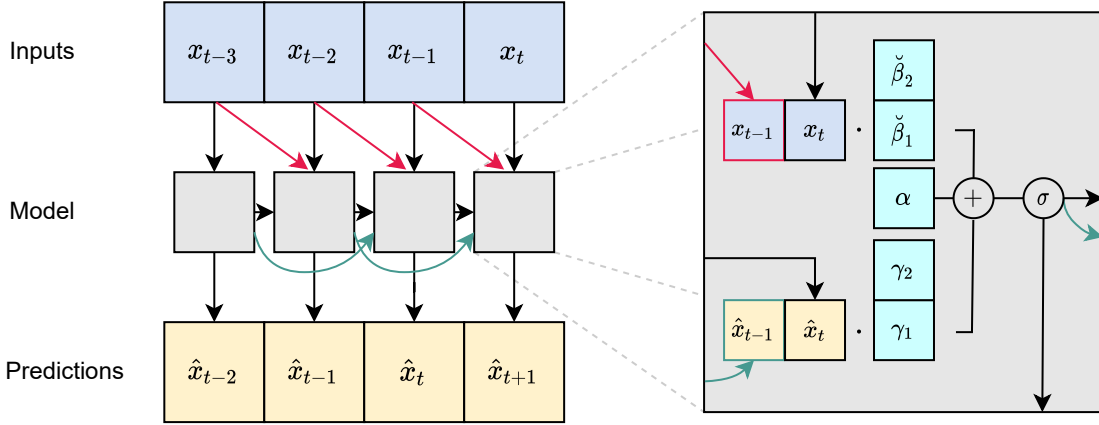 Inputs
x_{t−3} x_{t−2} x_{t−1} x_t
Model
Predictions
x̂_{t−2} x̂_{t−1} x̂_t x̂_{t+1}
β̆_2
x_{t−1} x_t · β̆_1
α + σ
γ_2
x̂_{t−1} x̂_t · γ_1